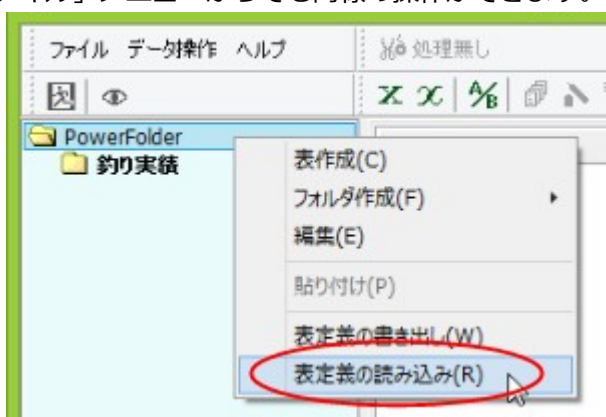 ファイル データ操作 ヘルプ
処理無し
PowerFolder
釣り実績
表作成(C)
フォルダ作成(F)
編集(E)
貼り付け(P)
表定義の書き出し(W)
表定義の読み込み(R)